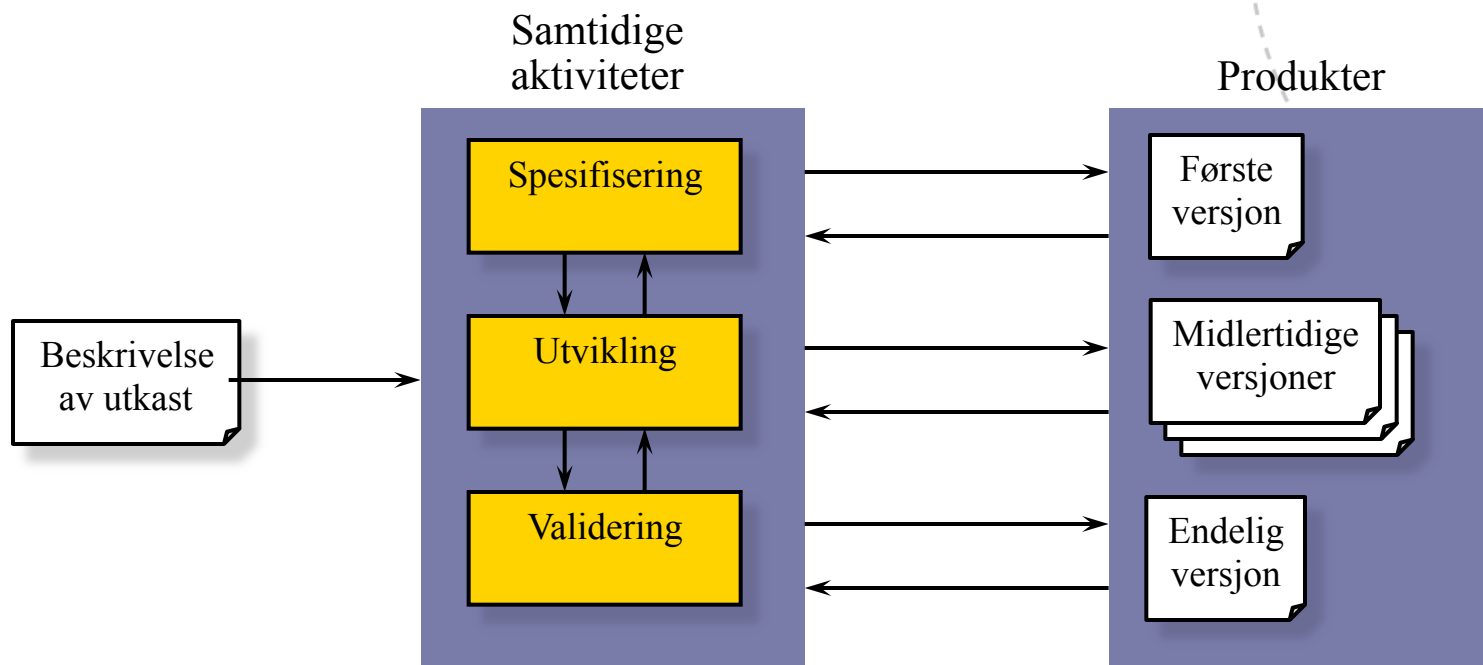 Samtidige
aktiviteter
Produkter
Spesifisering
Første
versjon
Beskrivelse
av utkast
Utvikling
Midlertidige
versjoner
Validering
Endelig
versjon